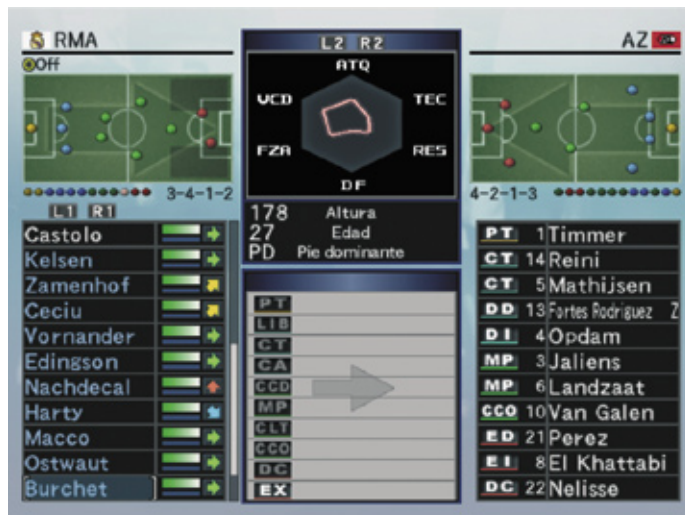 RMA
Off
3-4-1-2
L1 R1
Castolo
Kelsen
Zamenhof
Ceciu
Vornander
Edingson
Nachdecal
Harty
Macco
Ostwaut
Burchet
L2 R2
ATQ
VCD TEC
FZA RES
DF
178 Altura
27 Edad
PD Pie dominante
PT
LIB
CT
CA
CCD
MP
CLT
CCO
DC
EX
AZ
4-2-1-3
PT 1 Timmer
CT 14 Reini
CT 5 Mathijsen
DD 13 Fortes Rodriguez Z
DI 4 Opdam
MP 3 Jaliens
MP 6 Landzaat
CCO 10 Van Galen
ED 21 Perez
EI 8 El Khattabi
DC 22 Nelisse